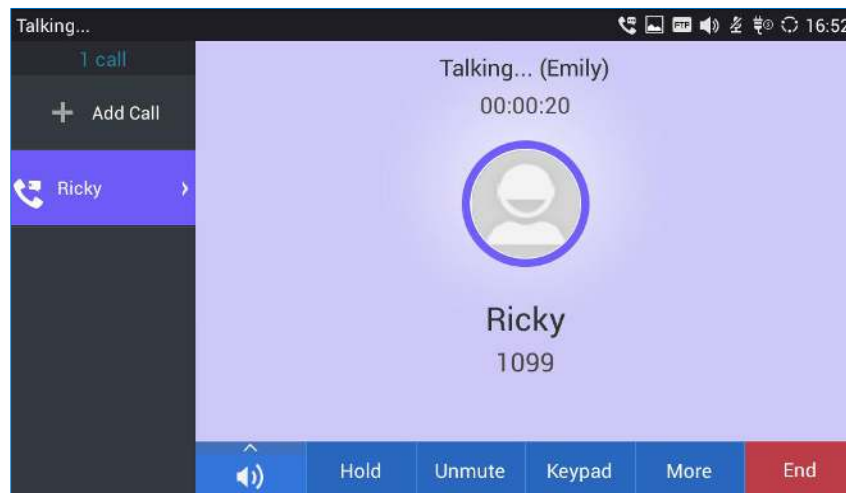 Talking...
FTP
16:52
1 call
Add Call
Ricky
Talking... (Emily)
00:00:20
Ricky
1099
Hold
Unmute
Keypad
More
End